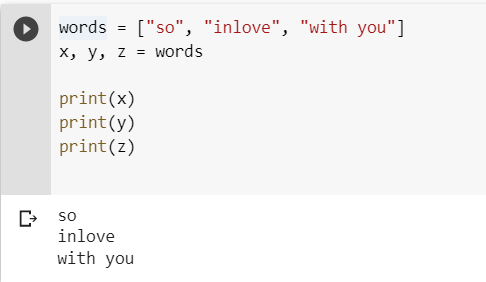 words = ["so", "inlove", "with you"]
x, y, z = words
print(x)
print(y)
print(z)
so
inlove
with you